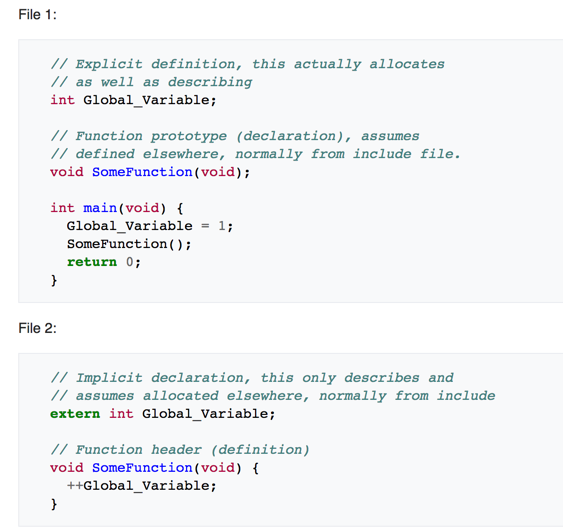 File 1:
// Explicit definition, this actually allocates
// as well as describing
int Global_Variable;
// Function prototype (declaration), assumes
// defined elsewhere, normally from include file.
void SomeFunction(void);
int main(void) {
Global_Variable = 1;
SomeFunction();
return 0;
}
File 2:
// Implicit declaration, this only describes and
// assumes allocated elsewhere, normally from include
extern int Global_Variable;
// Function header (definition)
void SomeFunction(void) {
++Global_Variable;
}